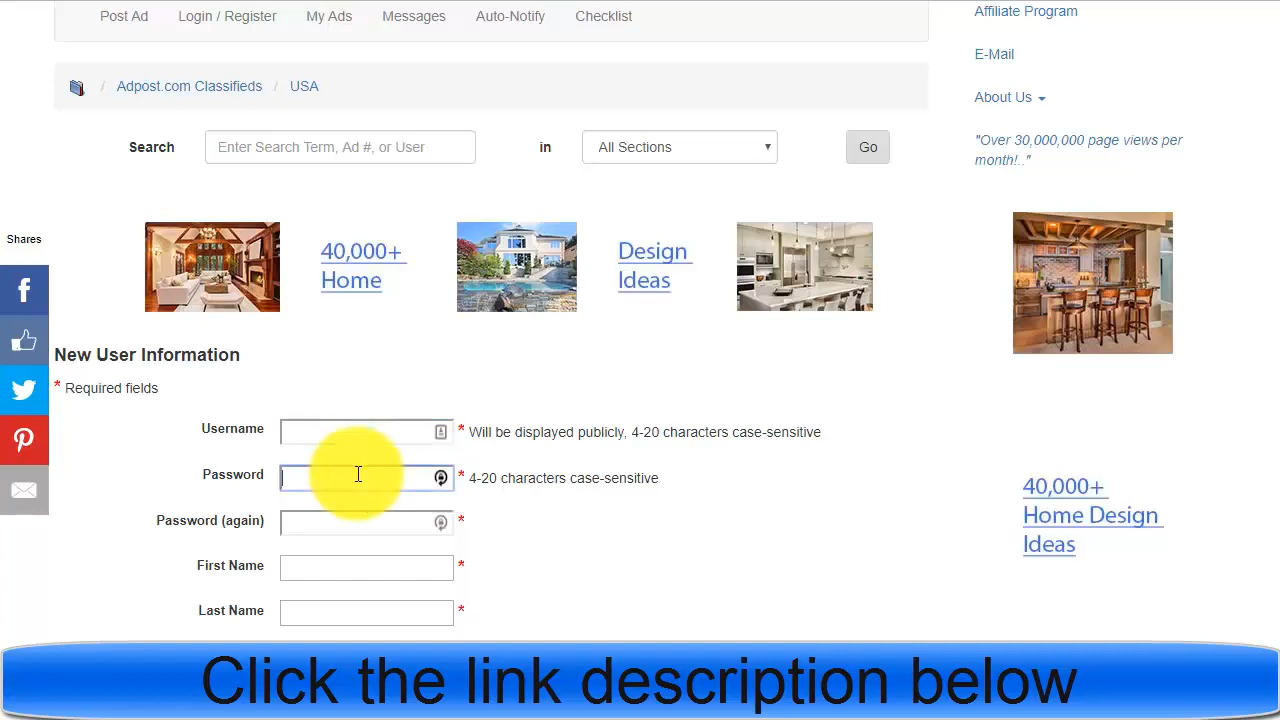 Post Ad Login / Register My Ads Messages Auto-Notify Checklist
Affiliate Program
E-Mail
About Us
"Over 30,000,000 page views per
month!.."
/ Adpost.com Classifieds / USA
Search Enter Search Term, Ad #, or User in All Sections Go
Shares
40,000+
Home
Design
Ideas
New User Information
* Required fields
Username * Will be displayed publicly, 4-20 characters case-sensitive
Password * 4-20 characters case-sensitive
Password (again) *
First Name *
Last Name *
40,000+
Home Design
Ideas
Click the link description below